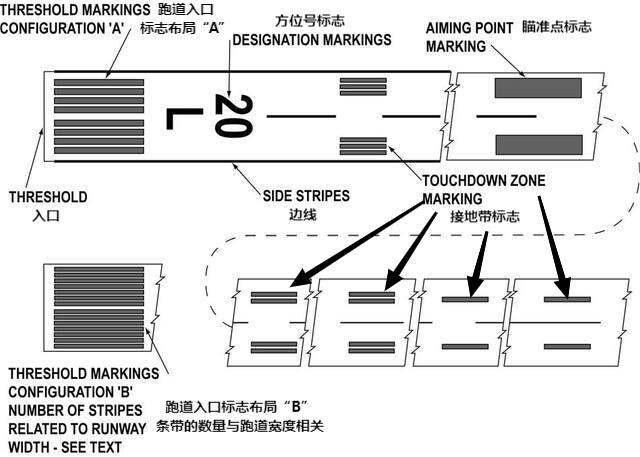 THRESHOLD MARKINGS 跑道入口
CONFIGURATION 'A' 标志布局“A”
方位号标志
DESIGNATION MARKINGS
AIMING POINT 瞄准点标志
MARKING
20
L
THRESHOLD
入口
SIDE STRIPES
边线
TOUCHDOWN ZONE
MARKING
接地带标志
THRESHOLD MARKINGS
CONFIGURATION 'B'
NUMBER OF STRIPES
RELATED TO RUNWAY
WIDTH - SEE TEXT
跑道入口标志布局“B”
条带的数量与跑道宽度相关